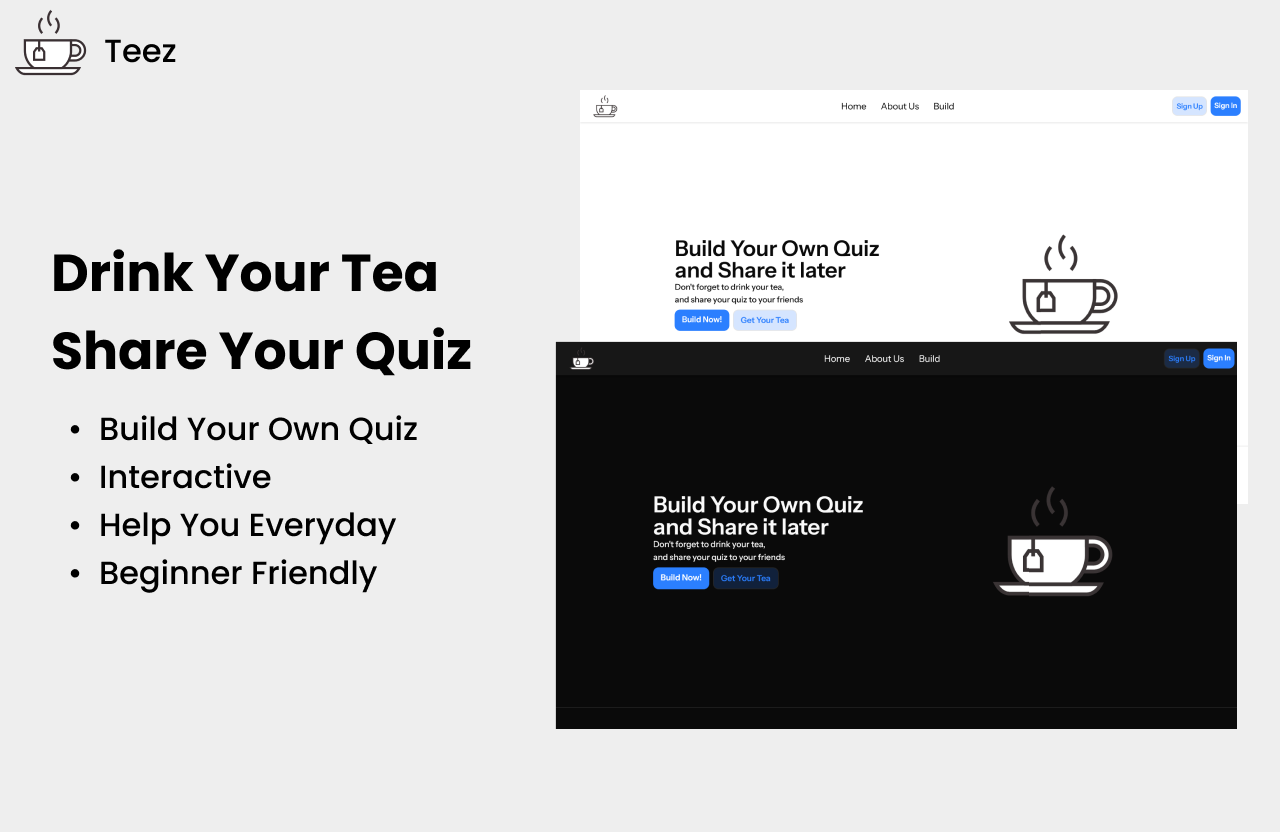 Teez
Drink Your Tea
Share Your Quiz
• Build Your Own Quiz
• Interactive
• Help You Everyday
• Beginner Friendly
Home About Us Build Sign Up Sign In
Build Your Own Quiz
and Share it later
Don't forget to drink your tea,
and share your quiz to your friends
Build Now! Get Your Tea
Home About Us Build Sign Up Sign In
Build Your Own Quiz
and Share it later
Don't forget to drink your tea,
and share your quiz to your friends
Build Now! Get Your Tea